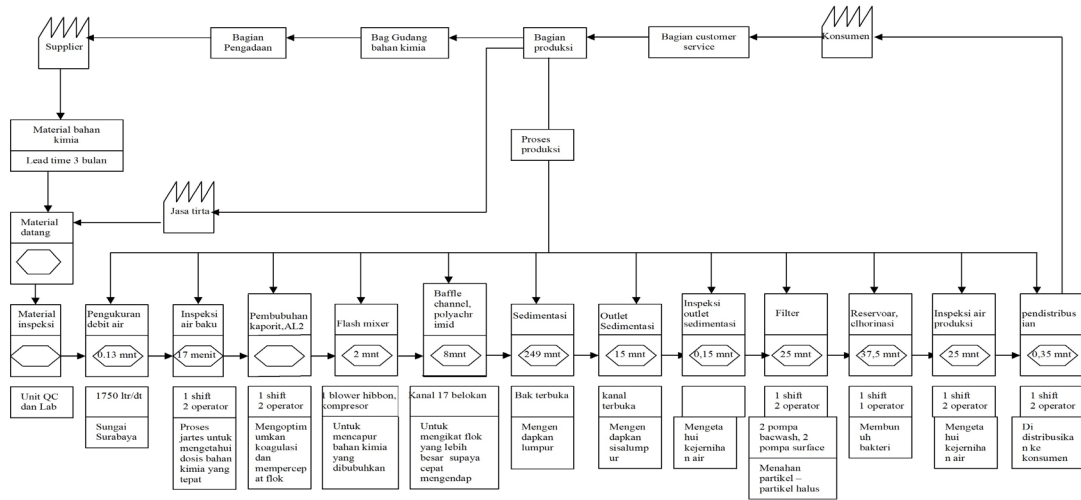 Supplier
Bagian
Pengadaan
Bag Gudang
bahan kimia
Bagian
produksi
Bagian customer
service
Konsumen
Material bahan
kimia
Lead time 3 bulan
Proses
produksi
Material
datang
Jasa tirta
Material
inspeksi
Unit QC
dan Lab
Pengukuran
debit air
0.13 mnt
1750 ltr/dt
Sungai
Surabaya
Inspeksi
air baku
17 menit
1 shift
2 operator
Proses
jartes untuk
mengetahui
dosis bahan
kimia yang
tepat
Pembubuhan
kaporit,AL2
1 shift
2 operator
Mengoptim
umkan
koagulasi
dan
mempercep
at flok
Flash mixer
2 mnt
1 blower hibbon,
kompresor
Untuk
mencapur
bahan kimia
yang
dibubuhkan
Baffle
channel,
polyachr
imid
8mnt
Kanal 17 belokan
Untuk
mengikat flok
yang lebih
besar supaya
cepat
mengendap
Sedimentasi
249 mnt
Bak terbuka
Mengen
dapkan
lumpur
Outlet
Sedimentasi
15 mnt
kanal
terbuka
Mengen
dapkan
sisalump
ur
Inspeksi
outlet
sedimentasi
0,15 mnt
Mengeta
hui
kejerniha
n air
Filter
25 mnt
1 shift
2 operator
2 pompa
bacwash, 2
pompa surface
Menahan
partikel –
partikel halus
Reservoar,
clhorinasi
37,5 mnt
1 shift
1 operator
Membun
uh
bakteri
Inspeksi air
produksi
25 mnt
1 shift
2 operator
Mengeta
hui
kejerniha
n air
pendistribus
ian
0,35 mnt
1 shift
2 operator
Di
distribusika
n ke
konsumen